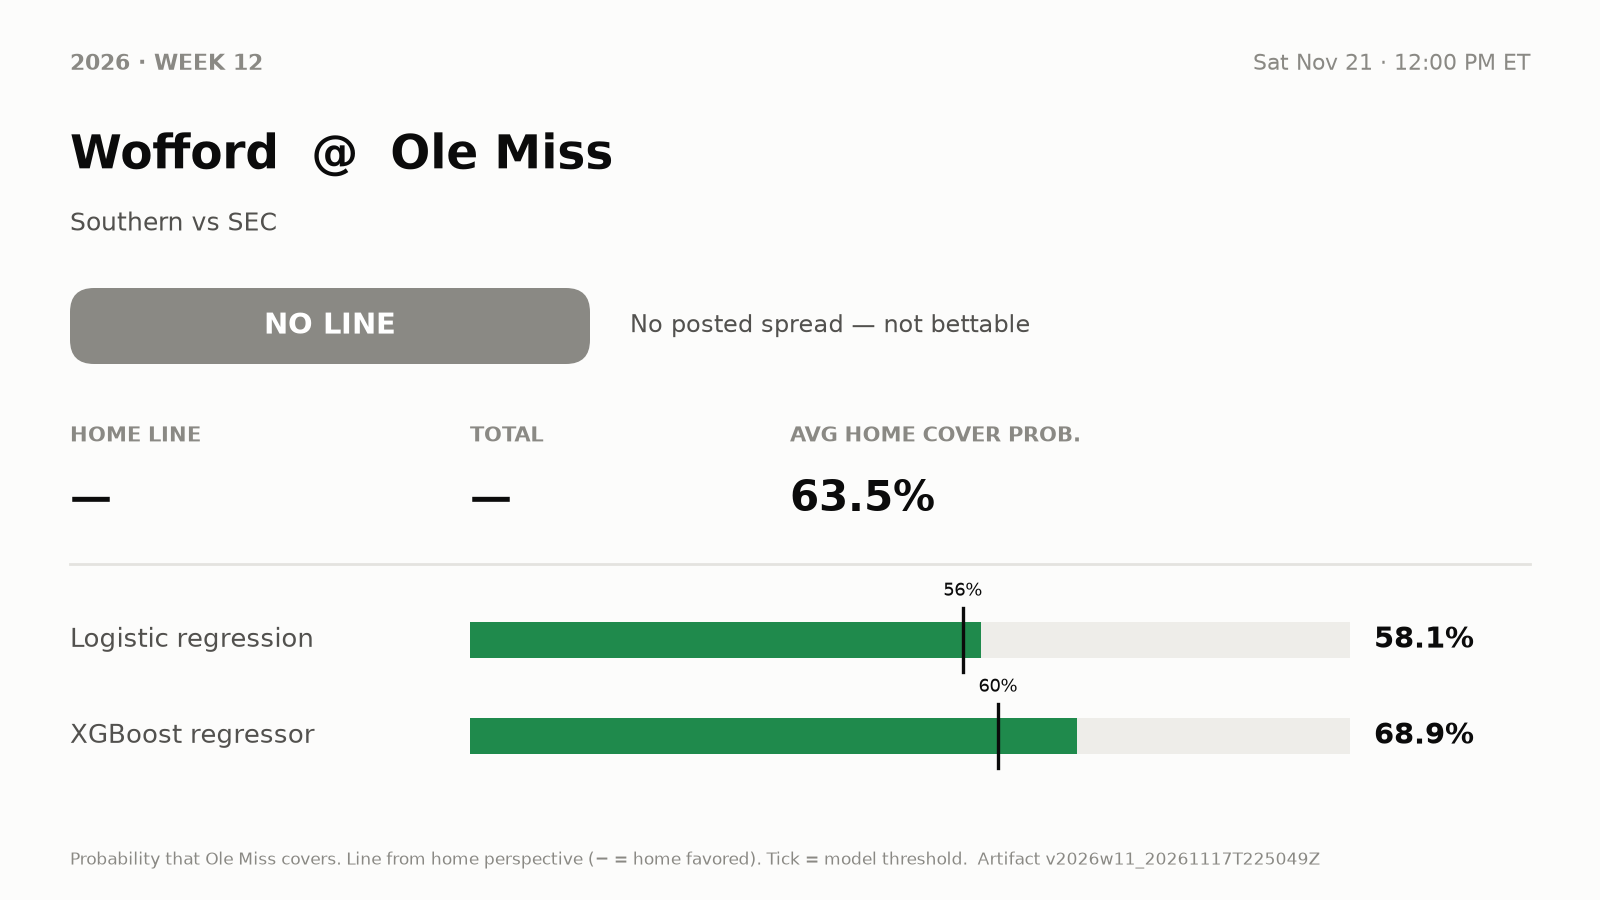 2026 · WEEK 12
Sat Nov 21 · 12:00 PM ET
Wofford @ Ole Miss
Southern vs SEC
NO LINE
No posted spread — not bettable
HOME LINE
TOTAL
AVG HOME COVER PROB.
—
—
63.5%
56%
Logistic regression
58.1%
60%
XGBoost regressor
68.9%
Probability that Ole Miss covers. Line from home perspective (− = home favored). Tick = model threshold. Artifact v2026w11_20261117T225049Z